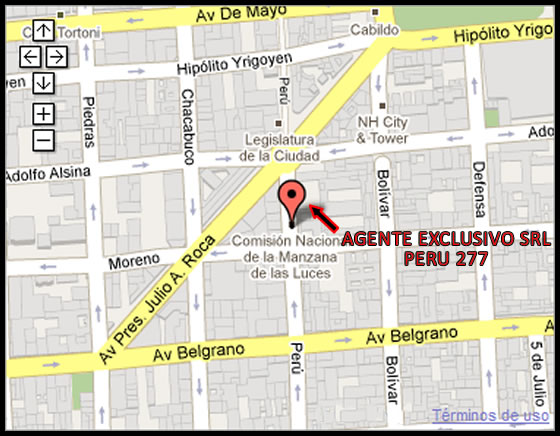 Av De Mayo
C Tortoni
Cabildo
Hipólito Yrigo
Hipólito Yrigoyen
yen
Piedras
Chacabuco
Perú
NH City
& Tower
Legislatura
de la Ciudad
Ado
Adolfo Alsina
Bolívar
Defensa
AGENTE EXCLUSIVO SRL
PERU 277
Comisión Naciona
de la Manzana
de las Luces
Moreno
Av Pres. Julio A. Roca
Av Belgrano
Av Belgrano
Perú
Bolívar
5 de Julio
Términos de uso